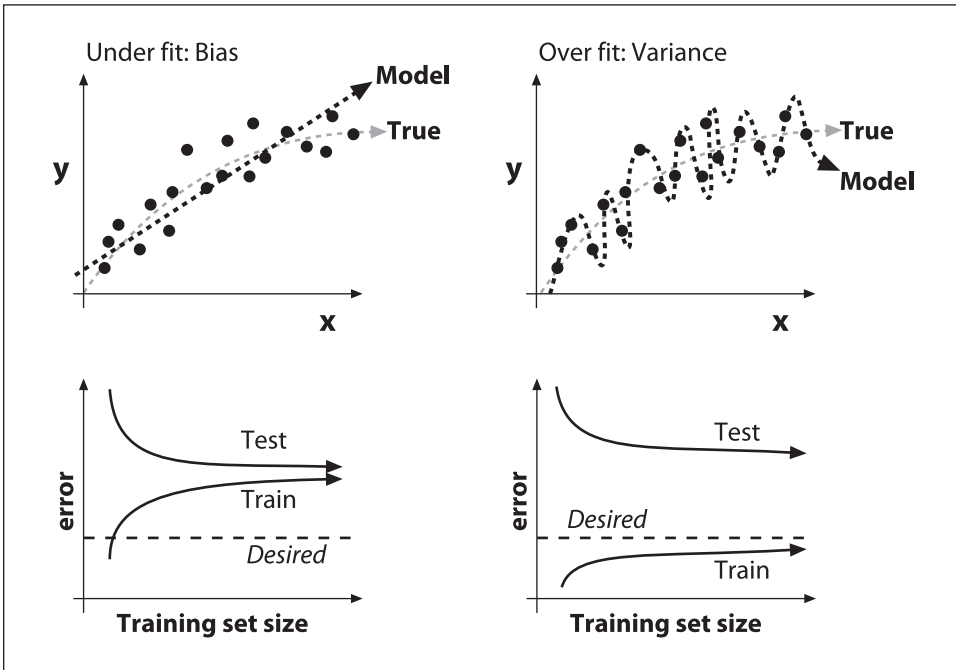 Under fit: Bias
Model
True
y
x
Over fit: Variance
True
Model
y
x
Test
Train
Desired
error
Training set size
Test
Desired
Train
error
Training set size